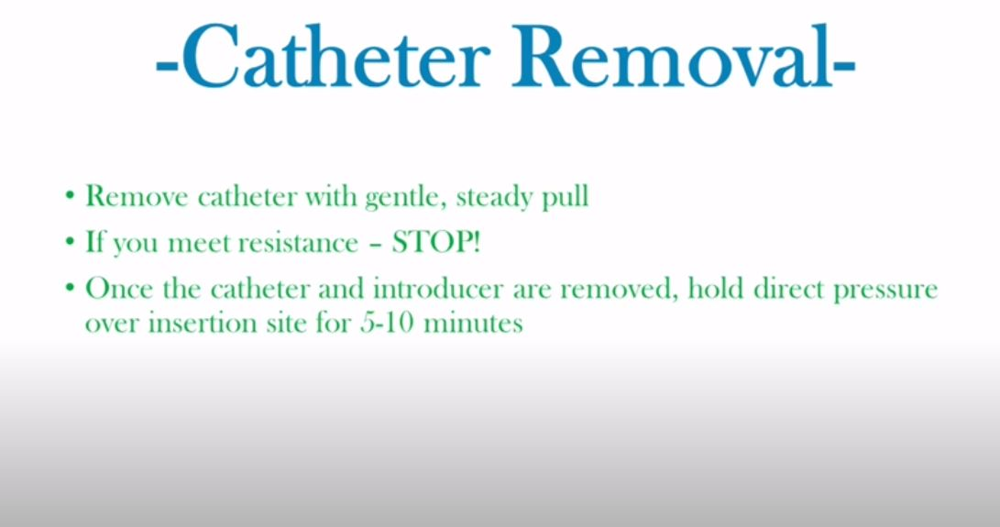 -Catheter Removal-
• Remove catheter with gentle, steady pull
• If you meet resistance – STOP!
• Once the catheter and introducer are removed, hold direct pressure
over insertion site for 5-10 minutes